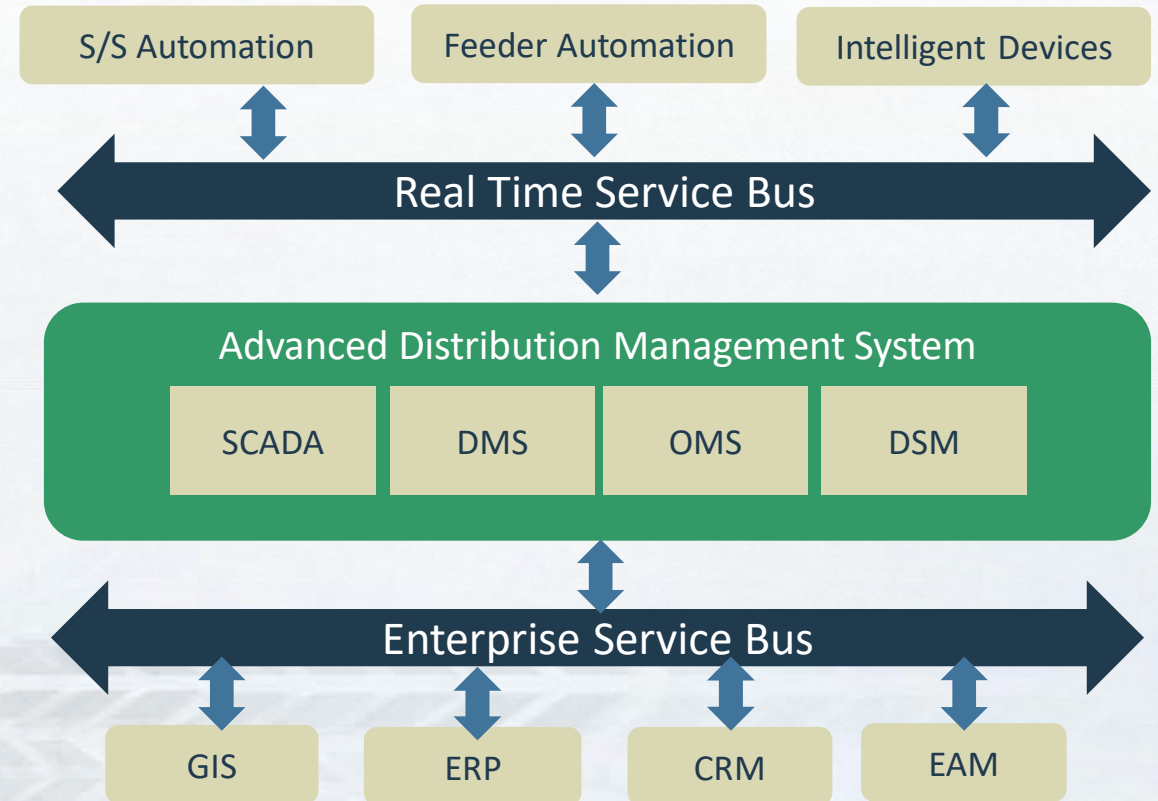 S/S Automation
Feeder Automation
Intelligent Devices
Real Time Service Bus
Advanced Distribution Management System
SCADA
DMS
OMS
DSM
Enterprise Service Bus
GIS
ERP
CRM
EAM